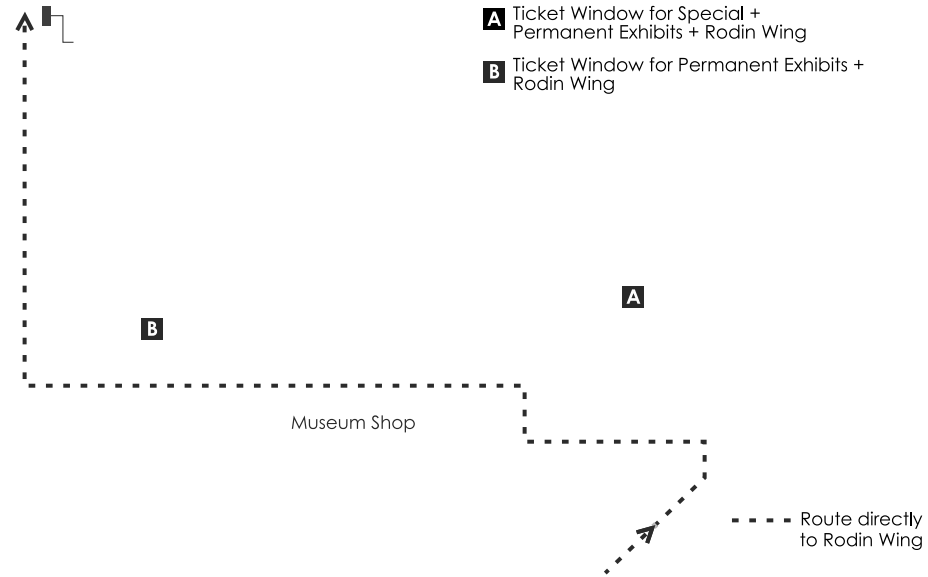 A Ticket Window for Special +
Permanent Exhibits + Rodin Wing
B Ticket Window for Permanent Exhibits +
Rodin Wing
A
B
Museum Shop
Route directly
to Rodin Wing